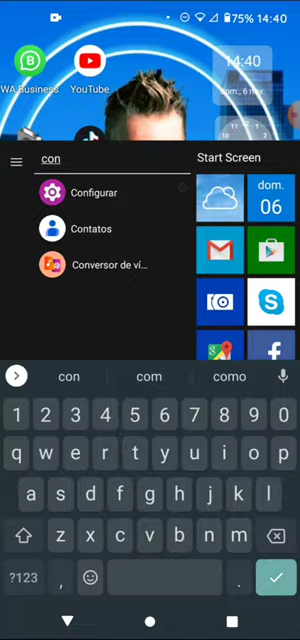 75% 14:40
WA Business
YouTube
14:40
dom., 6 nov.
con
Start Screen
Configurar
Contatos
Conversor de ví...
dom.
06
con
com
como
1 2 3 4 5 6 7 8 9 0
q w e r t y u i o p
a s d f g h j k l
z x c v b n m
?123 , .